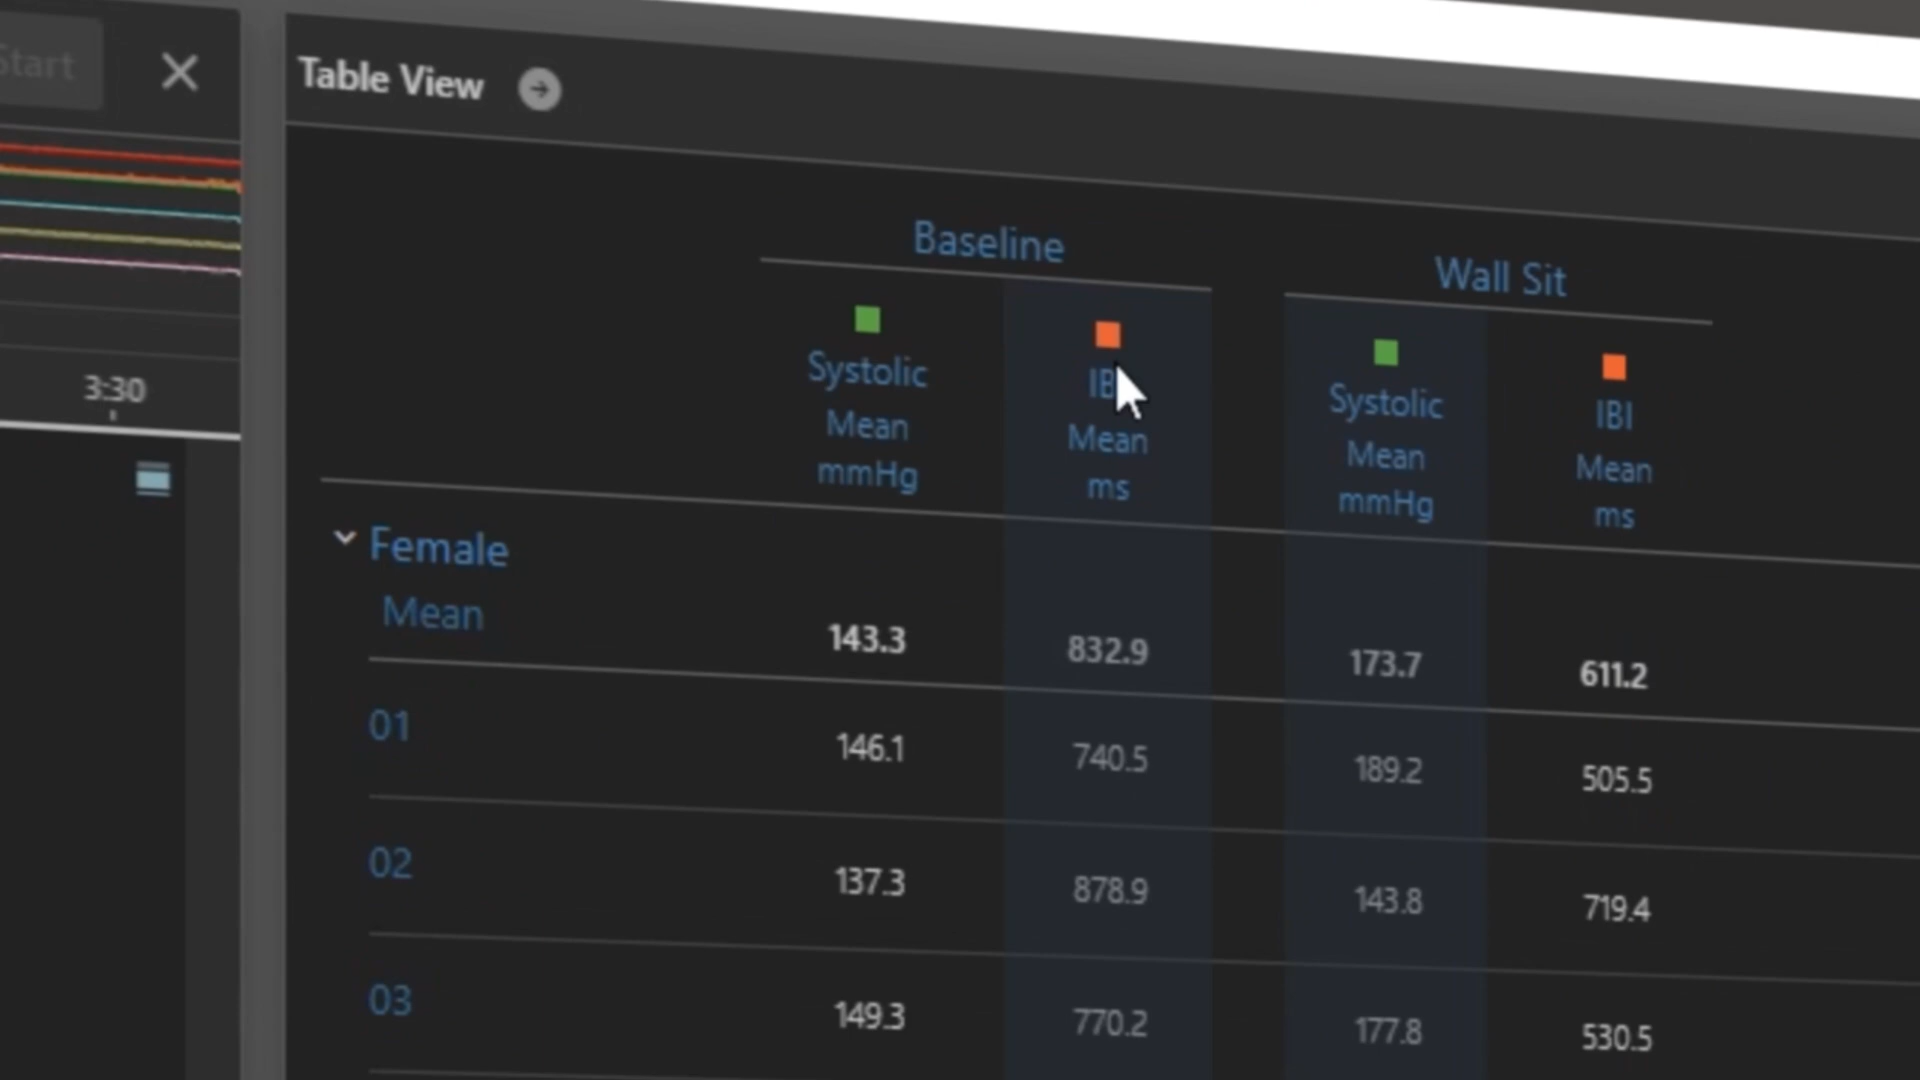 Start
Table View
Baseline
Wall Sit
Systolic IBI Systolic IBI
Mean Mean Mean Mean
mmHg ms mmHg ms
3:30
Female
Mean 143.3 832.9 173.7 611.2
01 146.1 740.5 189.2 505.5
02 137.3 878.9 143.8 719.4
03 149.3 770.2 177.8 530.5